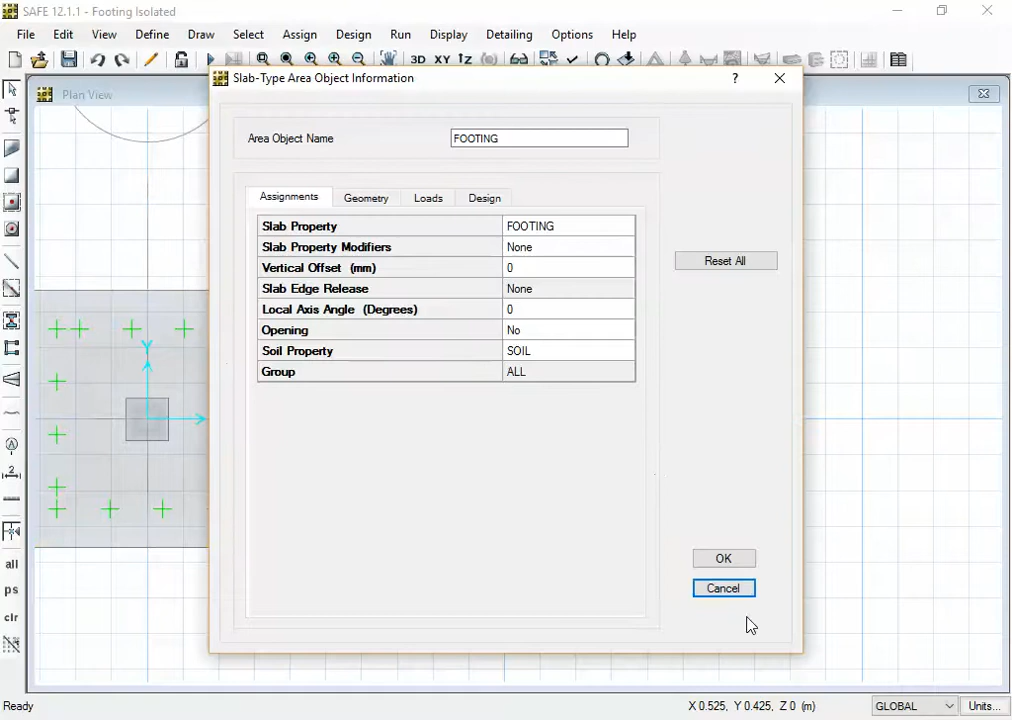 SAFE 12.1.1 - Footing Isolated
File Edit View Define Draw Select Assign Design Run Display Detailing Options Help
3D XY
Slab-Type Area Object Information
?
Plan View
Area Object Name FOOTING
Assignments Geometry Loads Design
Slab Property FOOTING
Slab Property Modifiers None
Vertical Offset (mm) 0
Slab Edge Release None
Local Axis Angle (Degrees) 0
Opening No
Soil Property SOIL
Group ALL
Reset All
Y
OK
Cancel
A
2
all
ps
clr
Ready
X 0.525, Y 0.425, Z 0 (m)
GLOBAL
Units...